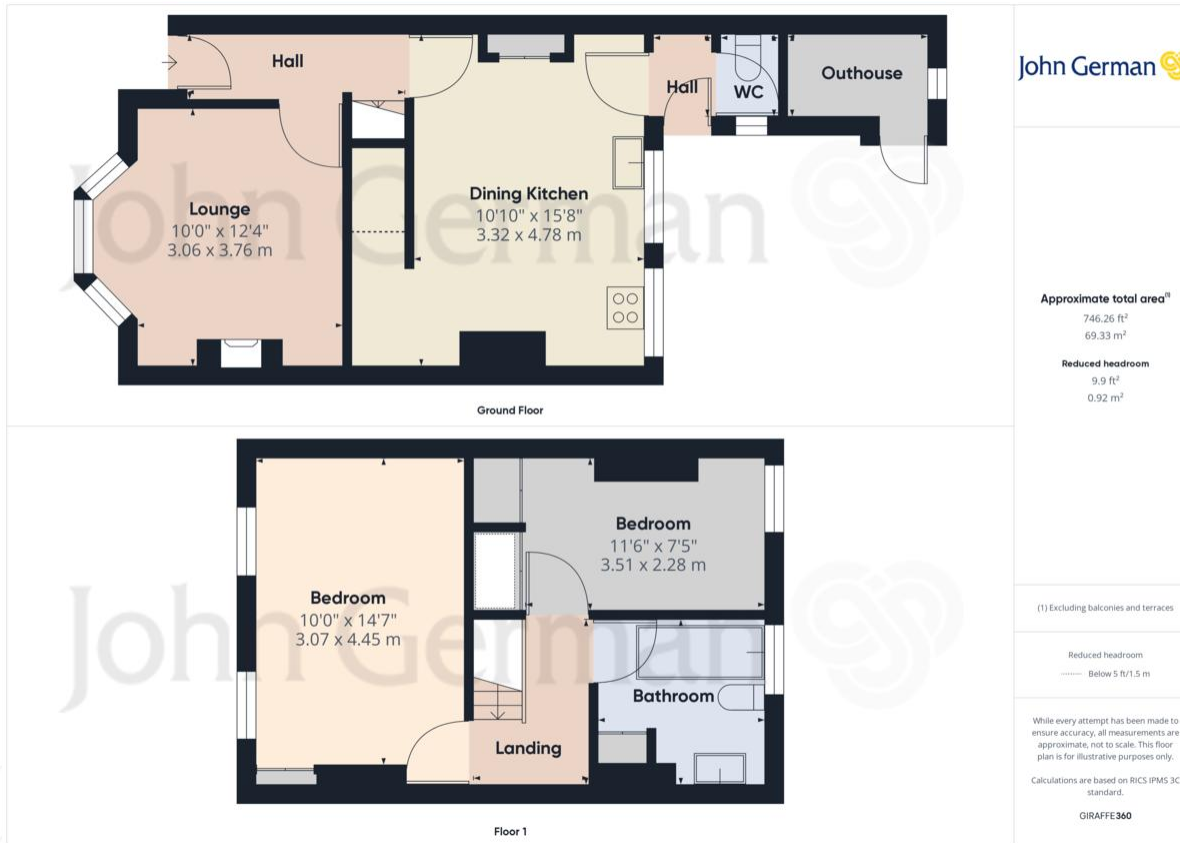 Hall
Hall
WC
Outhouse
Lounge
10'0" x 12'4"
3.06 x 3.76 m
Dining Kitchen
10'10" x 15'8"
3.32 x 4.78 m
Ground Floor
Bedroom
10'0" x 14'7"
3.07 x 4.45 m
Bedroom
11'6" x 7'5"
3.51 x 2.28 m
Bathroom
Landing
Floor 1
John German
John German
John German
Approximate total area(1)
746.26 ft²
69.33 m²
Reduced headroom
9.9 ft²
0.92 m²
(1) Excluding balconies and terraces
Reduced headroom
Below 5 ft/1.5 m
While every attempt has been made to
ensure accuracy, all measurements are
approximate, not to scale. This floor
plan is for illustrative purposes only.
Calculations are based on RICS IPMS 3C
standard.
GIRAFFE360